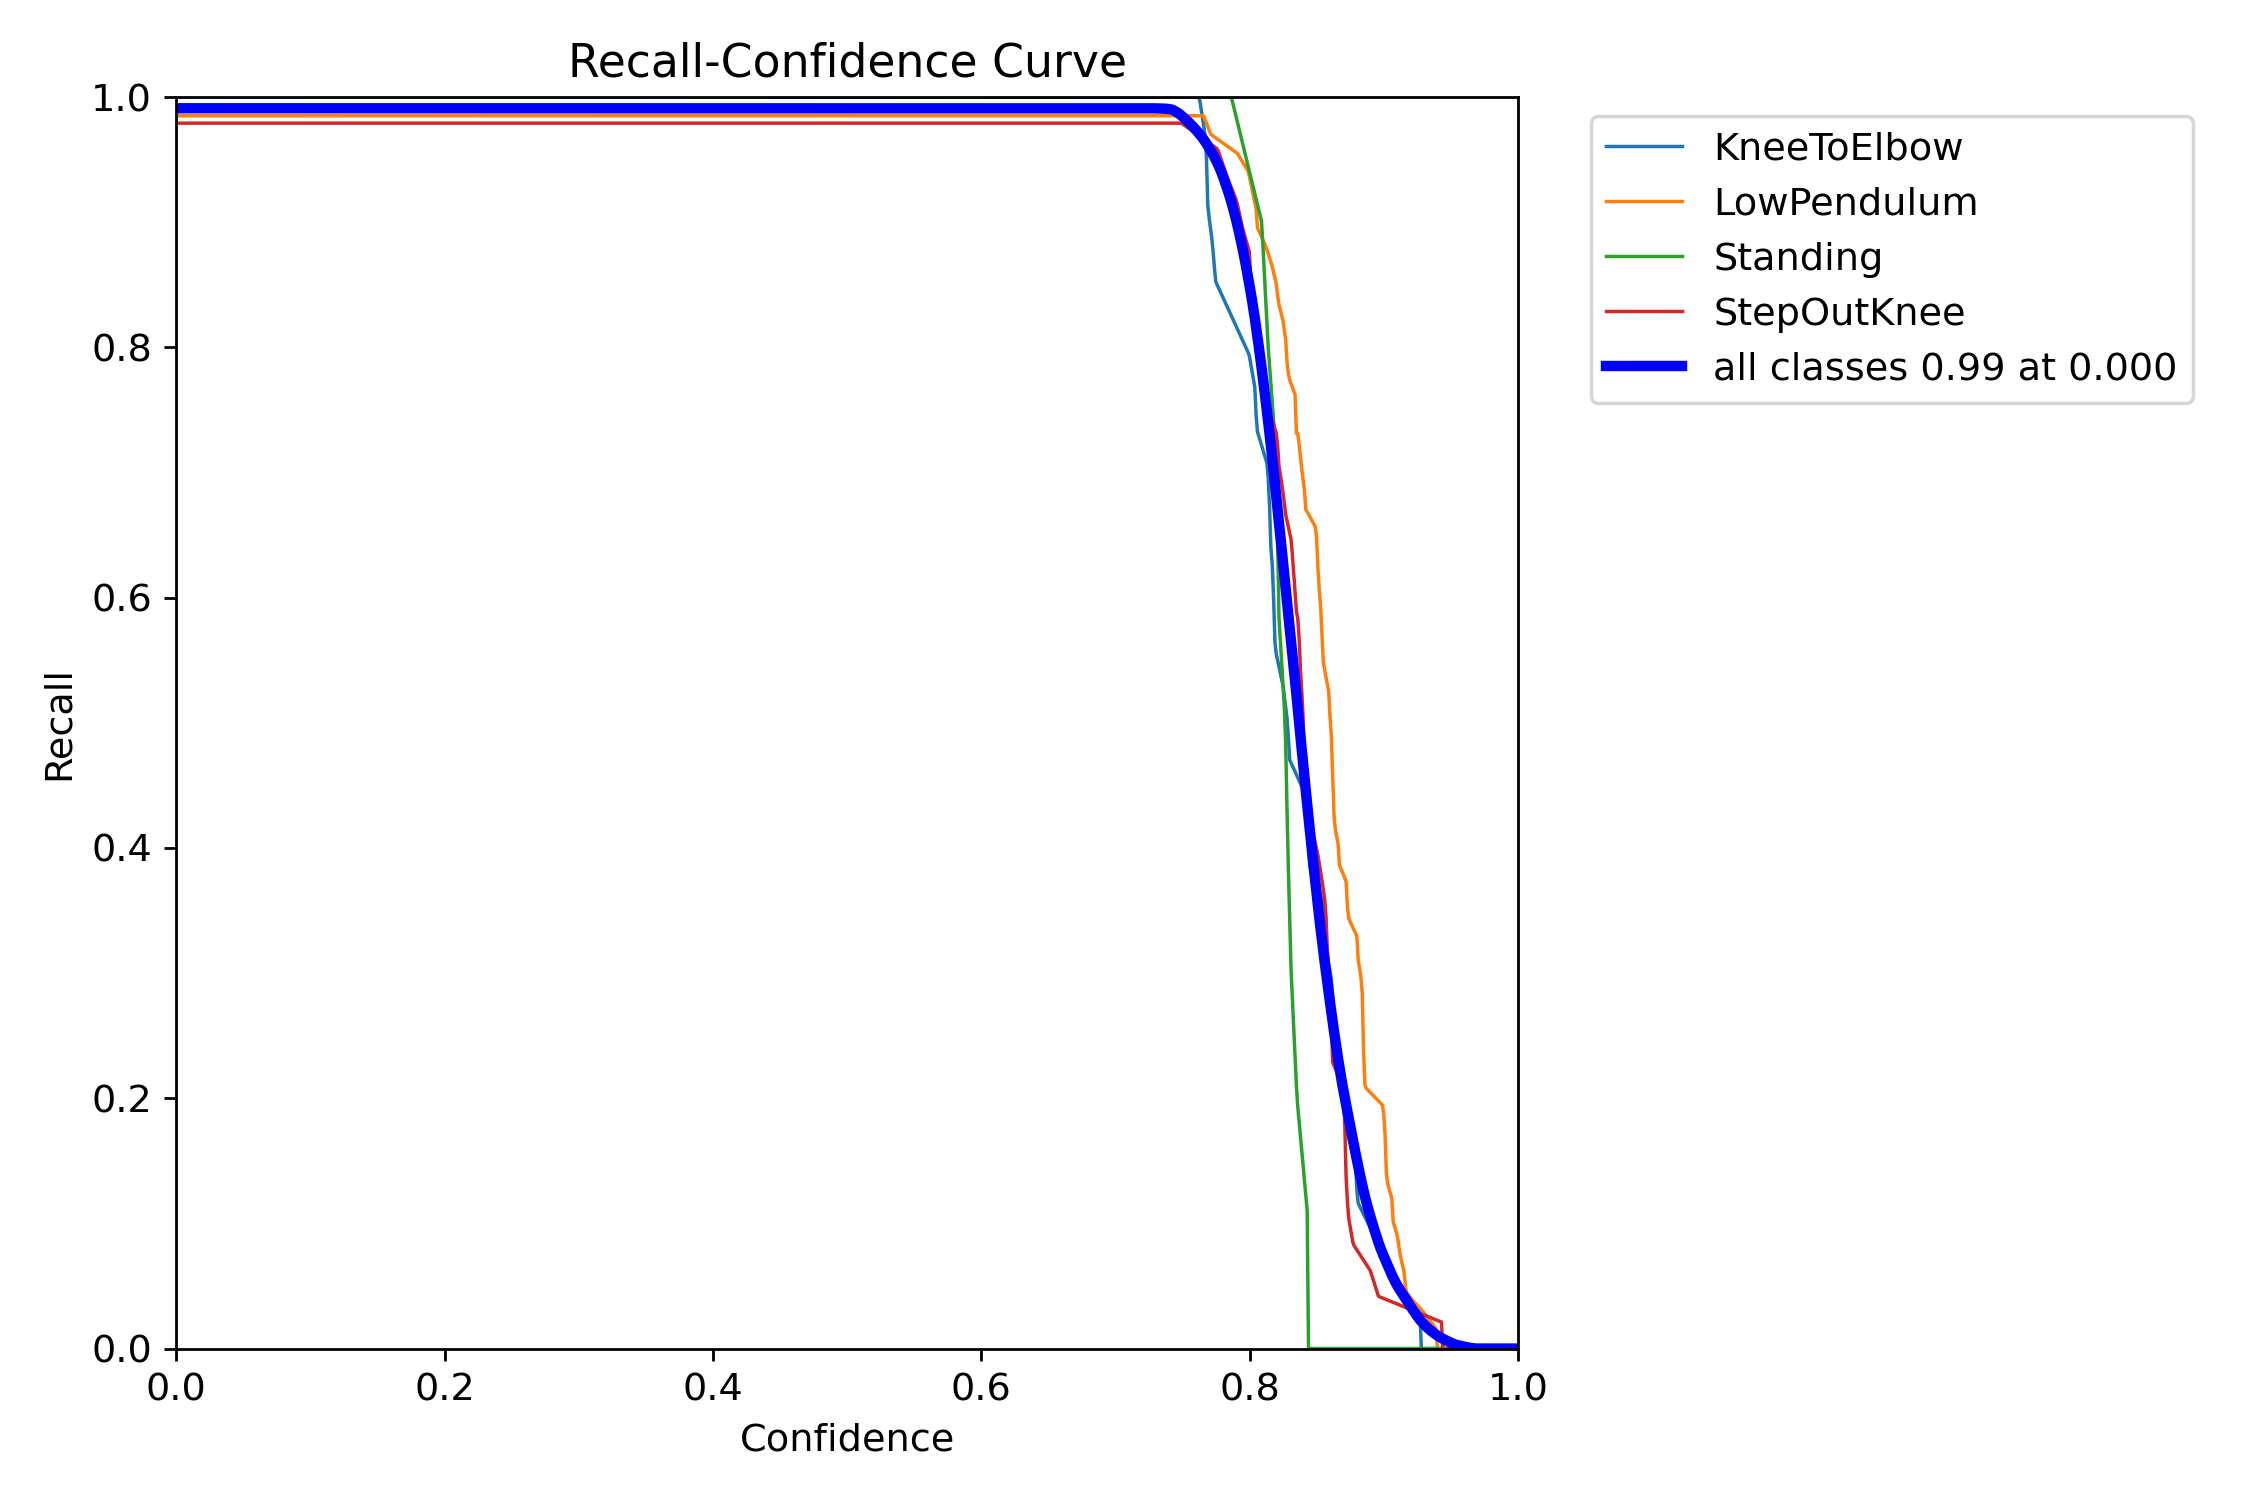 Recall-Confidence Curve
1.0
0.8
0.6
0.4
0.2
0.0
Recall
0.0 0.2 0.4 0.6 0.8 1.0
Confidence
KneeToElbow
LowPendulum
Standing
StepOutKnee
all classes 0.99 at 0.000